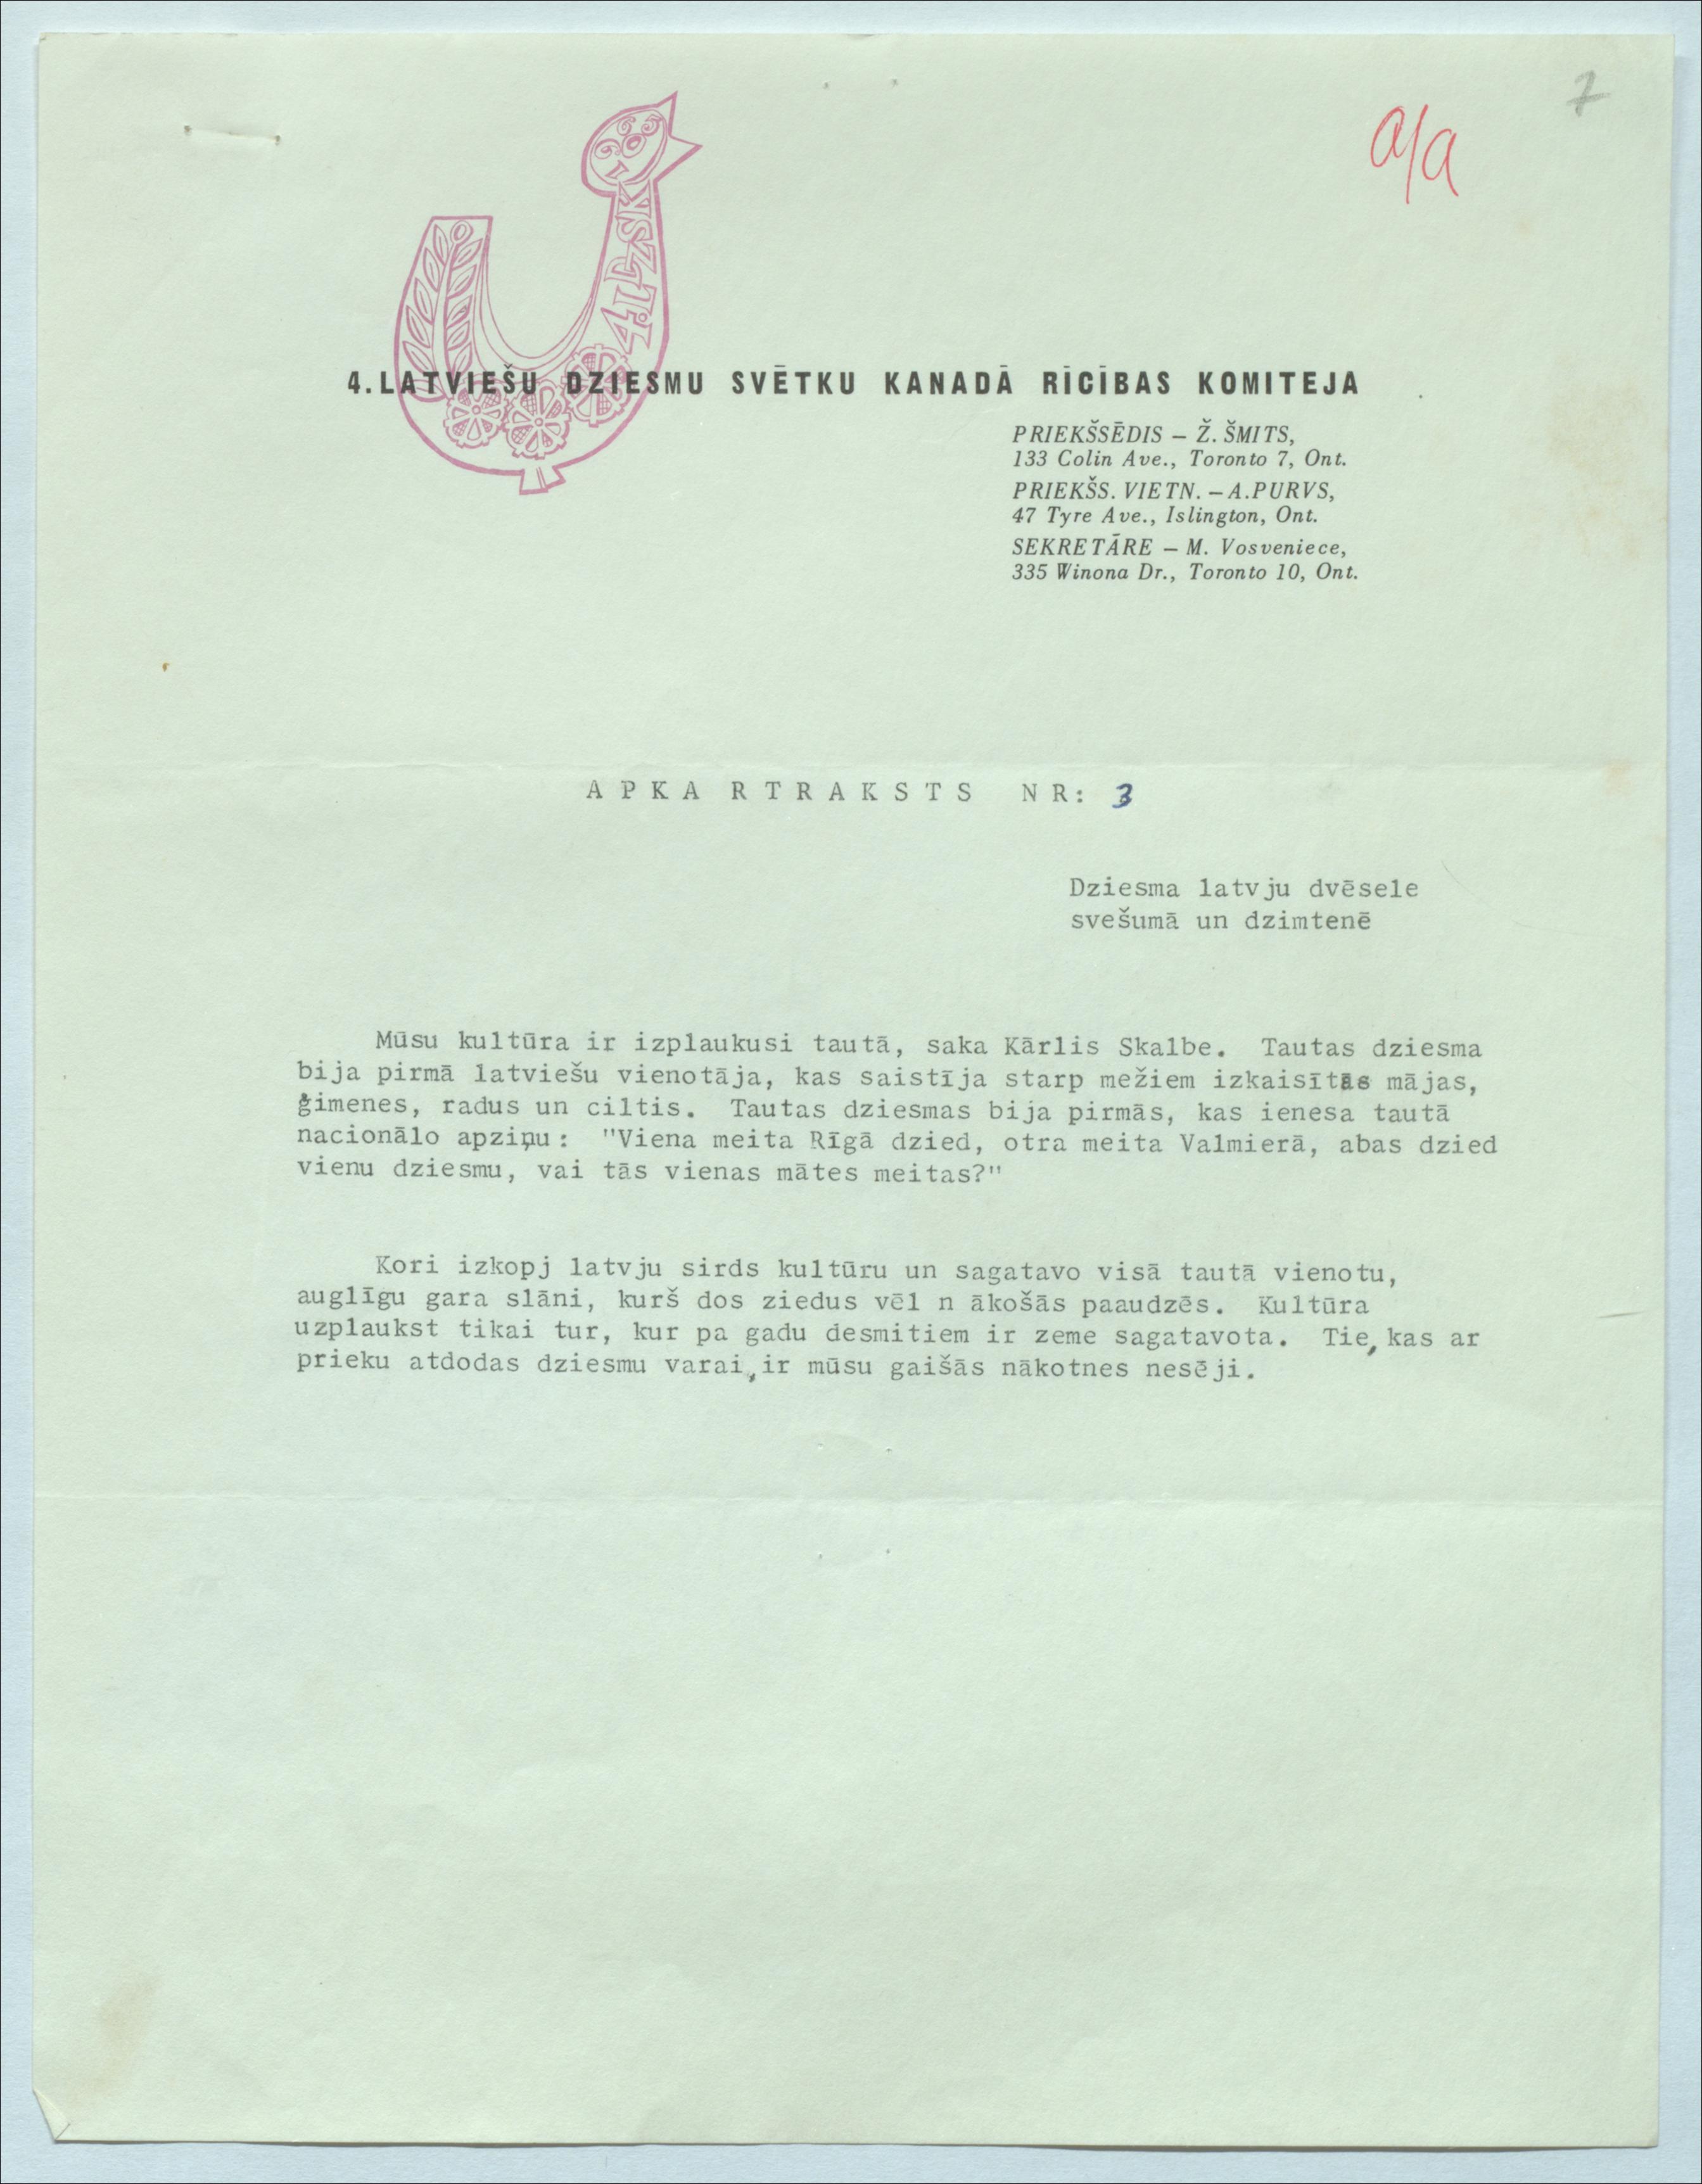 7
a/a
1965
4.LDzSK
4. LATVIEŠU DZIESMU SVĒTKU KANADĀ RĪCĪBAS KOMITEJA
PRIEKŠSĒDIS – Ž. ŠMITS,
133 Colin Ave., Toronto 7, Ont.
PRIEKŠS. VIETN. – A.PURVS,
47 Tyre Ave., Islington, Ont.
SEKRETĀRE – M. Vosveniece,
335 Winona Dr., Toronto 10, Ont.
A P K A R T R A K S T S   N R: 3
Dziesma latvju dvēsele
svešumā un dzimtenē
Mūsu kultūra ir izplaukusi tautā, saka Kārlis Skalbe. Tautas dziesma
bija pirmā latviešu vienotāja, kas saistīja starp mežiem izkaisītās mājas,
ģimenes, radus un ciltis. Tautas dziesmas bija pirmās, kas ienesa tautā
nacionālo apziņu: "Viena meita Rīgā dzied, otra meita Valmierā, abas dzied
vienu dziesmu, vai tās vienas mātes meitas?"
Kori izkopj latvju sirds kultūru un sagatavo visā tautā vienotu,
auglīgu gara slāni, kurš dos ziedus vēl n ākošās paaudzēs. Kultūra
uzplaukst tikai tur, kur pa gadu desmitiem ir zeme sagatavota. Tie, kas ar
prieku atdodas dziesmu varai, ir mūsu gaišās nākotnes nesēji.